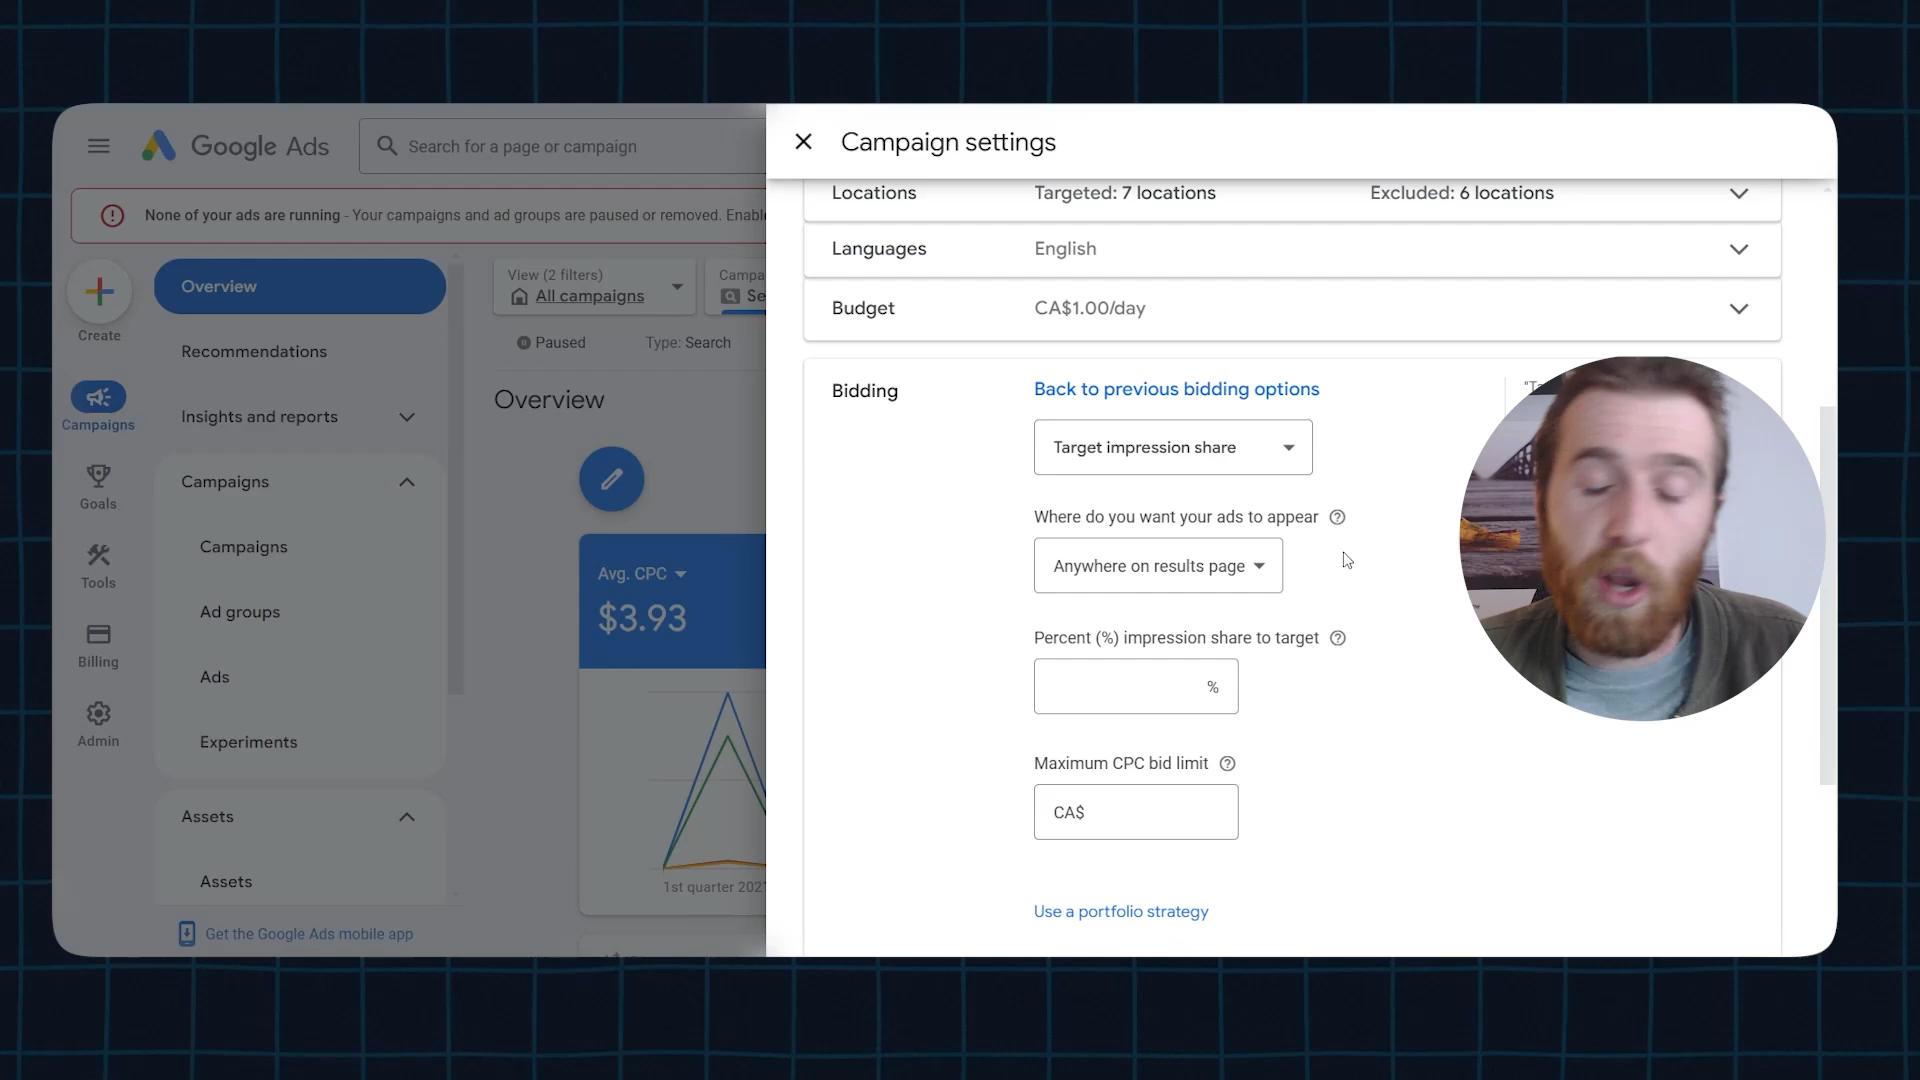 Google Ads
Search for a page or campaign
None of your ads are running - Your campaigns and ad groups are paused or removed. Enable
Create
Campaigns
Goals
Tools
Billing
Admin
Overview
Recommendations
Insights and reports
Campaigns
Campaigns
Ad groups
Ads
Experiments
Assets
Assets
Get the Google Ads mobile app
View (2 filters)
All campaigns
Campa
Se
Paused
Type: Search
Overview
Avg. CPC
$3.93
1st quarter 202
Campaign settings
Locations
Targeted: 7 locations
Excluded: 6 locations
Languages
English
Budget
CA$1.00/day
Bidding
Back to previous bidding options
Target impression share
Where do you want your ads to appear
Anywhere on results page
Percent (%) impression share to target
%
Maximum CPC bid limit
CA$
Use a portfolio strategy